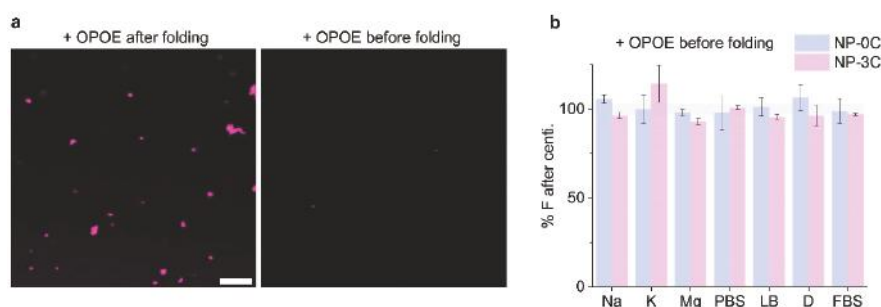 a
+ OPOE after folding
+ OPOE before folding
b
+ OPOE before folding
NP-0C
NP-3C
% F after centi.
100
50
0
Na K Mg PBS LB D FBS